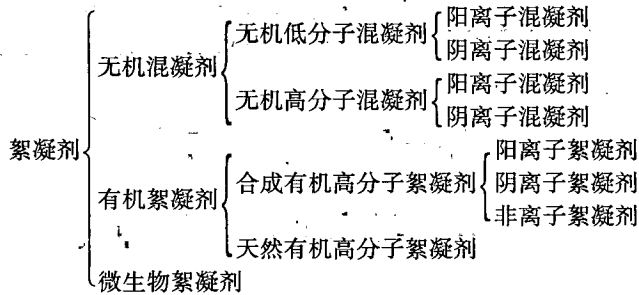 絮凝剂
无机混凝剂
无机低分子混凝剂
阳离子混凝剂
阴离子混凝剂
无机高分子混凝剂
阳离子混凝剂
阴离子混凝剂
有机絮凝剂
合成有机高分子絮凝剂
阳离子絮凝剂
阴离子絮凝剂
非离子絮凝剂
天然有机高分子絮凝剂
微生物絮凝剂